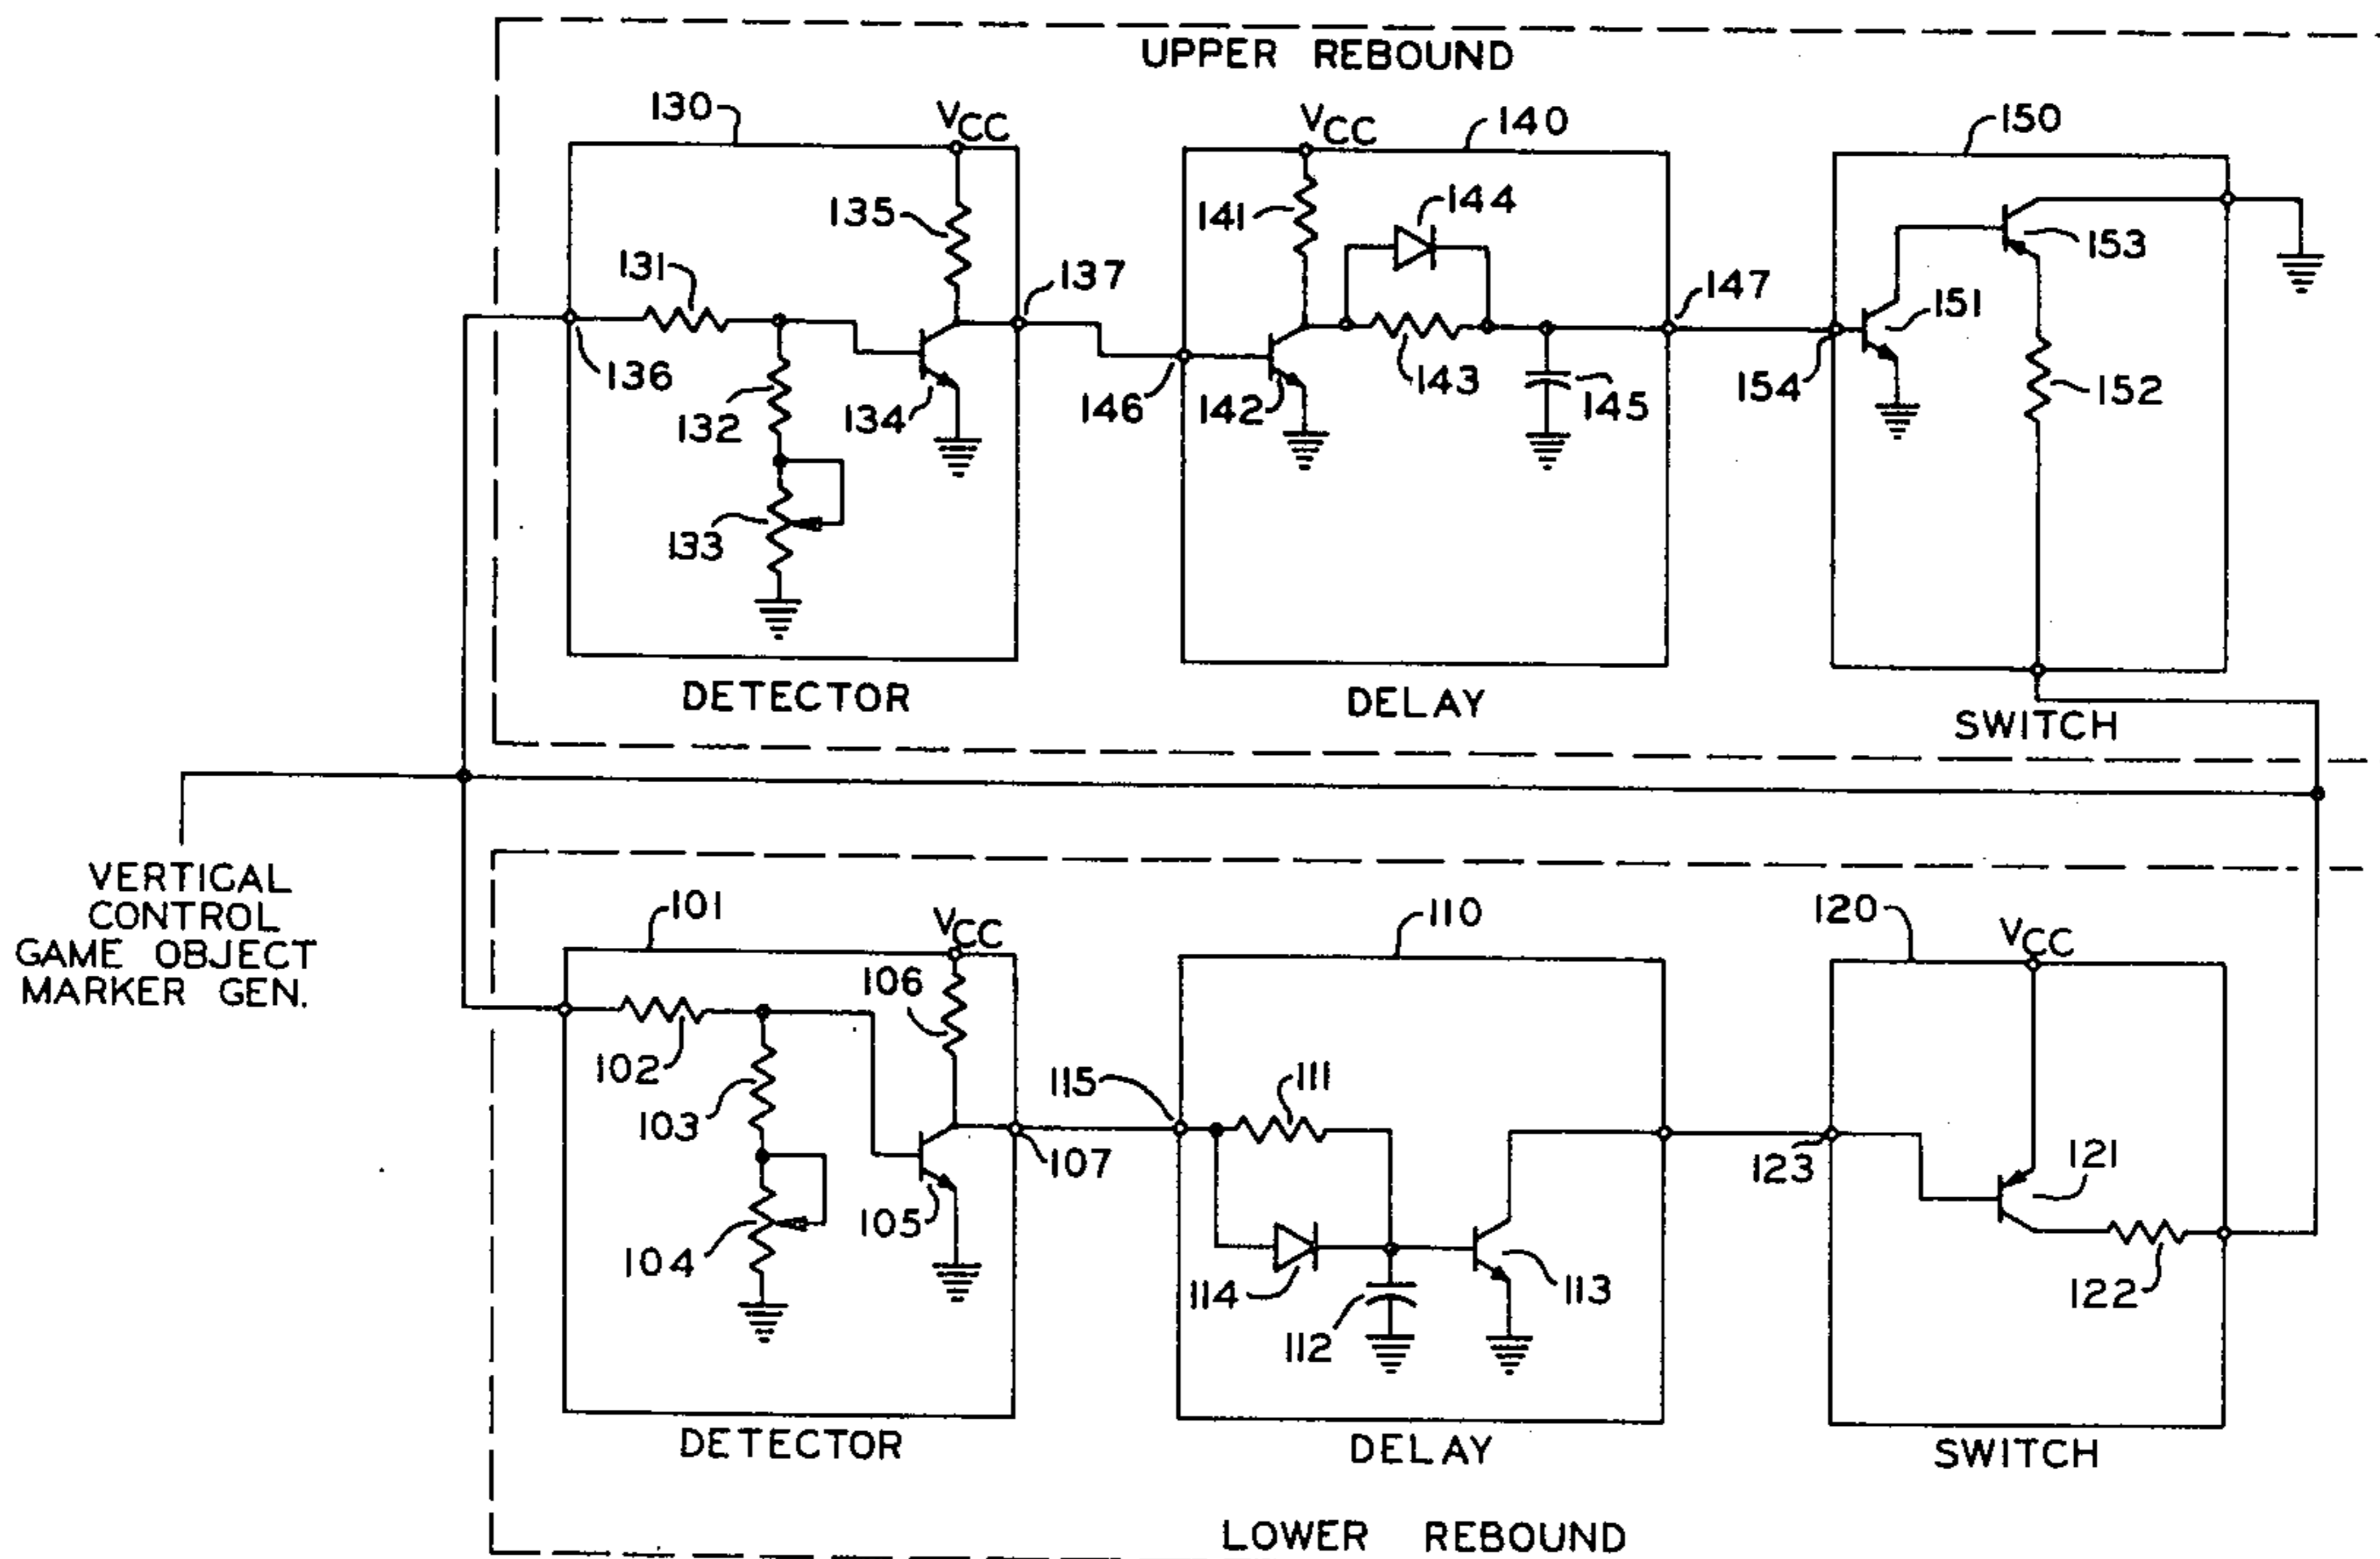 UPPER REBOUND
130
VCC
135
131
137
136
132
134
133
DETECTOR
VCC
140
141
144
147
146
142
143
145
DELAY
150
153
151
154
152
SWITCH
VERTICAL
CONTROL
GAME OBJECT
MARKER GEN.
101
VCC
106
102
103
107
105
104
DETECTOR
110
115
111
114
113
112
DELAY
120
VCC
123
121
122
SWITCH
LOWER REBOUND